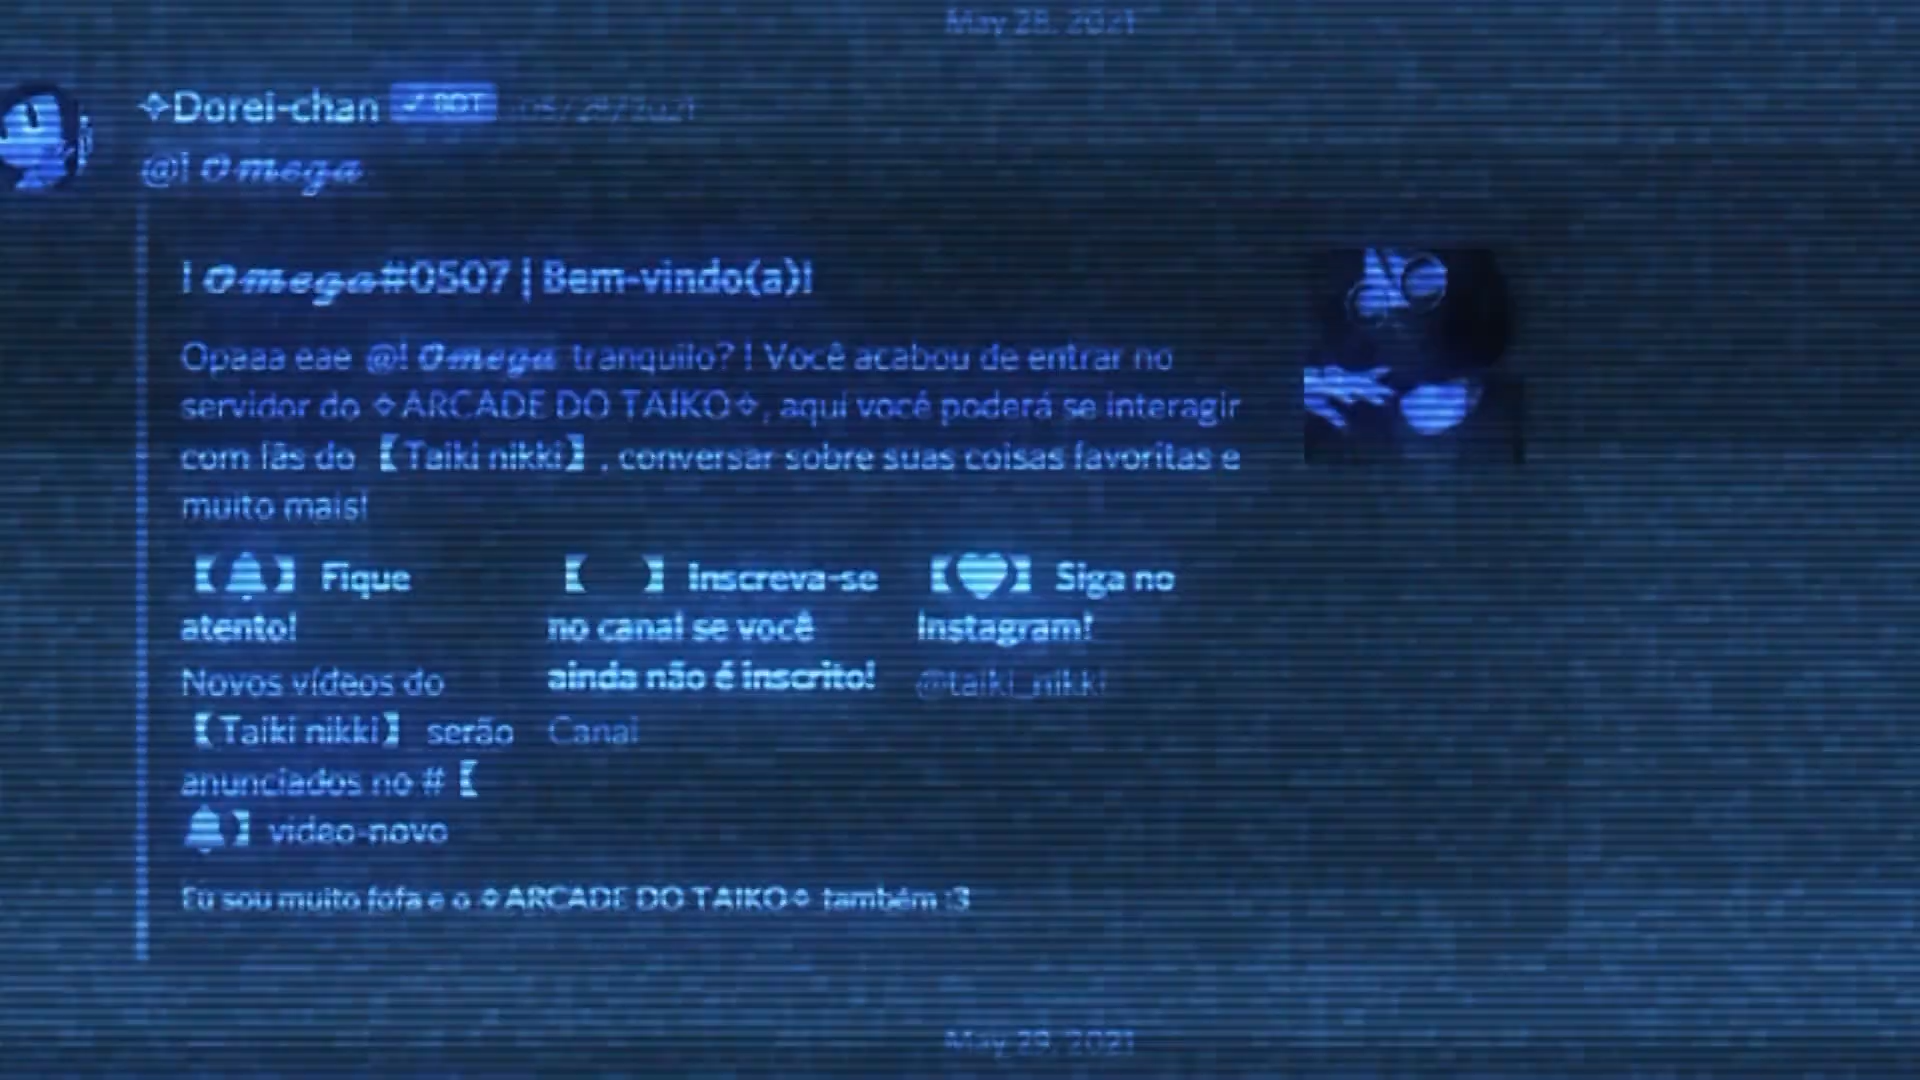 May 28, 2021
✧Dorei-chan ✓ BOT 05/28/2021
@! 𝓞𝓶𝓮𝓰𝓪
! 𝓞𝓶𝓮𝓰𝓪#0507 | Bem-vindo(a)!
Opaaa eae @! 𝓞𝓶𝓮𝓰𝓪 tranquilo? ! Você acabou de entrar no
servidor do ✧ARCADE DO TAIKO✧, aqui você poderá se interagir
com fãs do 【Taiki nikki】, conversar sobre suas coisas favoritas e
muito mais!
【🔔】 Fique
atento!
Novos vídeos do
【Taiki nikki】 serão
anunciados no #【
🔔】video-novo
【 】 Inscreva-se
no canal se você
ainda não é inscrito!
Canal
【❤】 Siga no
Instagram!
@taiki_nikki
Eu sou muito fofa e o ✧ARCADE DO TAIKO✧ também :3
May 29, 2021